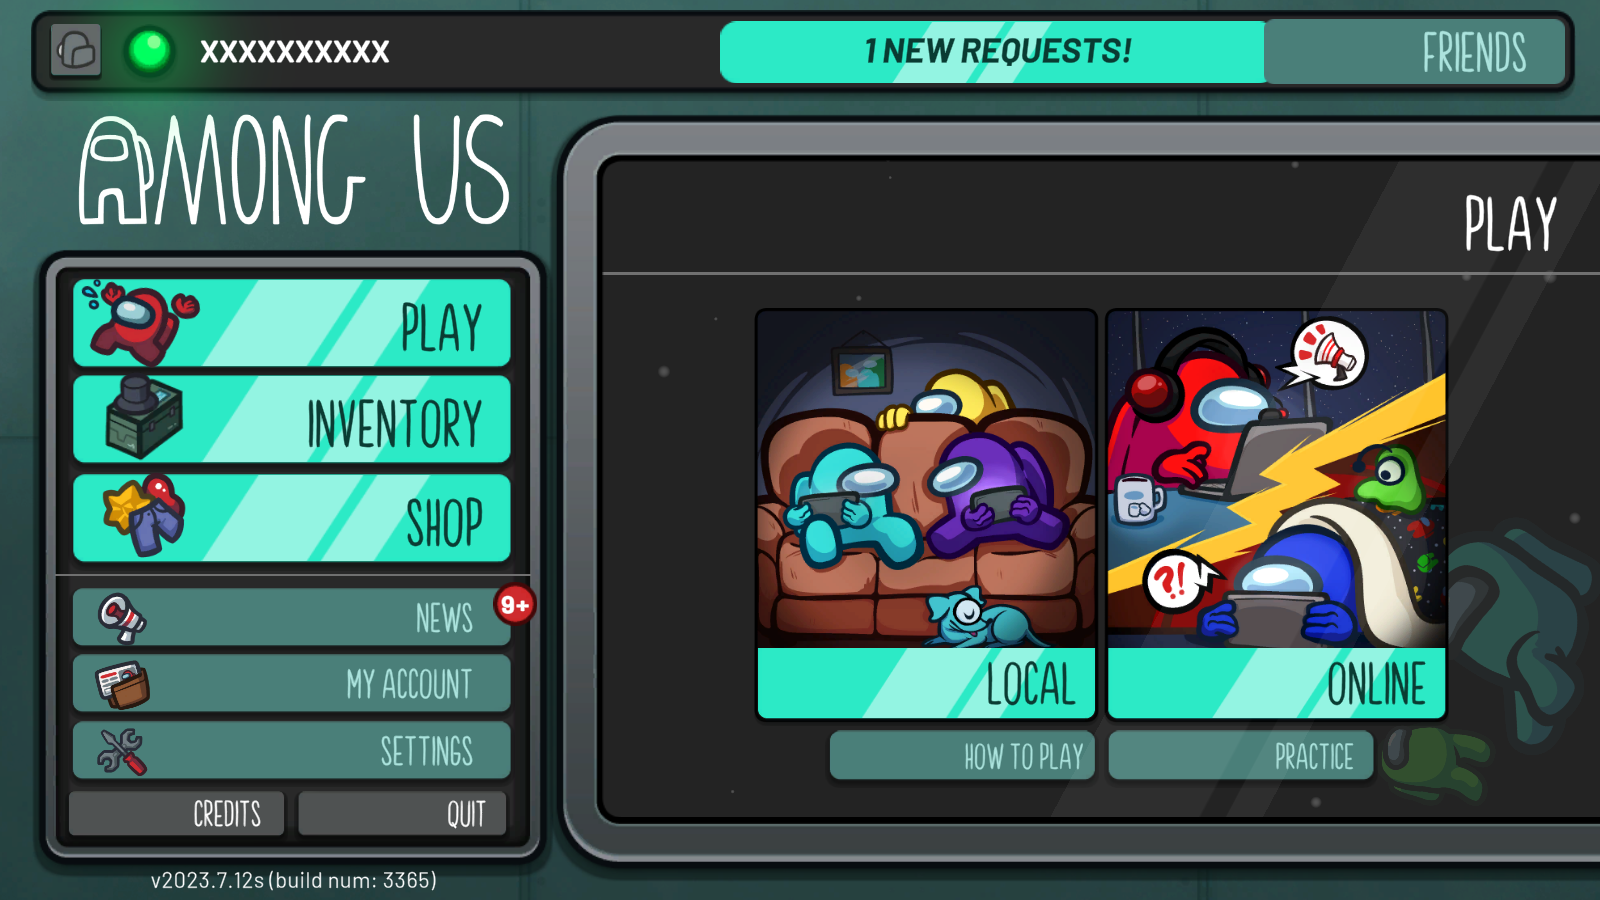 XXXXXXXXXX
1 NEW REQUESTS!
FRIENDS
AMONG US
PLAY
INVENTORY
SHOP
NEWS
9+
MY ACCOUNT
SETTINGS
CREDITS
QUIT
v2023.7.12s (build num: 3365)
PLAY
?!
LOCAL
ONLINE
HOW TO PLAY
PRACTICE